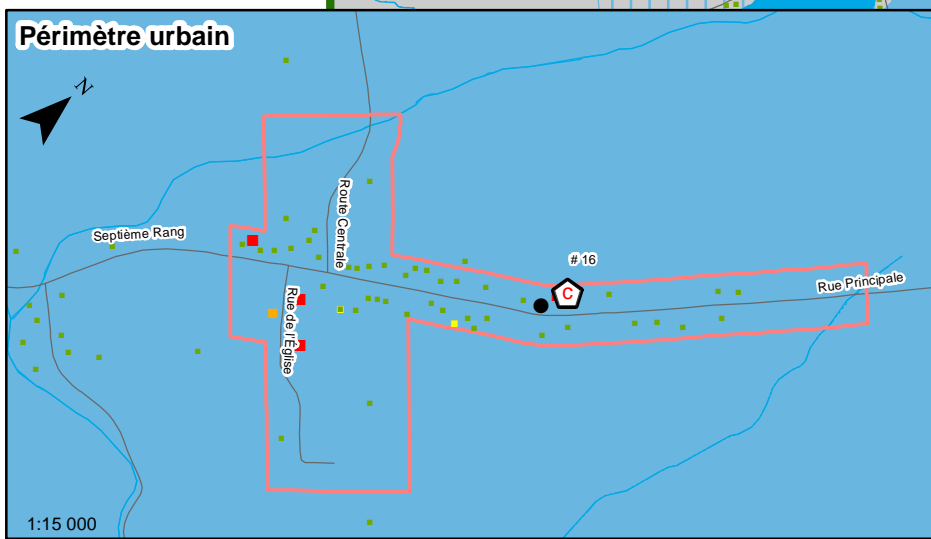 Périmètre urbain
N
Septième Rang
Route Centrale
# 16
C
Rue Principale
Rue de l'Église
1:15 000